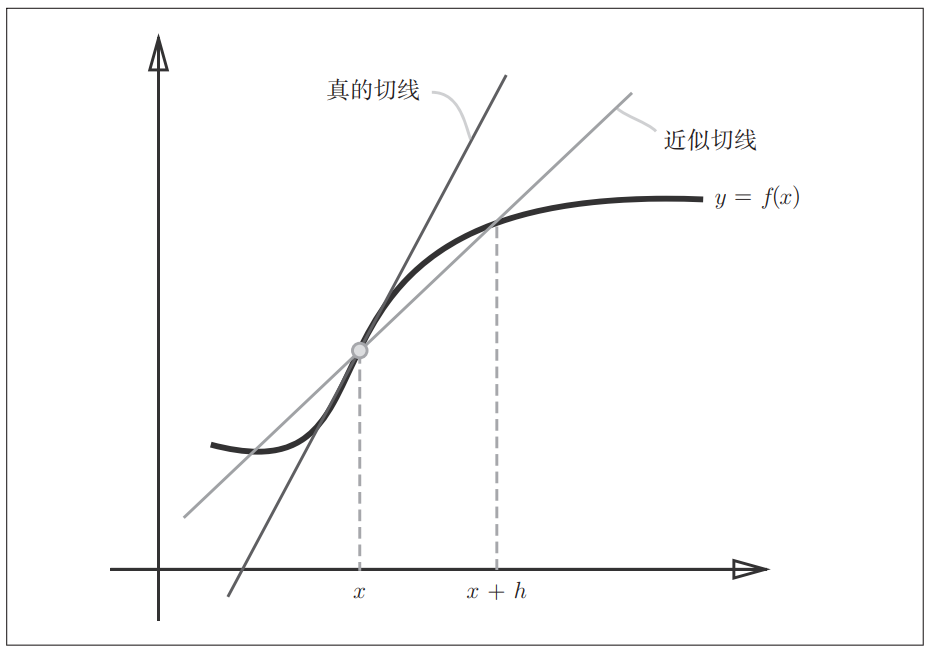 真的切线
近似切线
y = f(x)
x
x + h